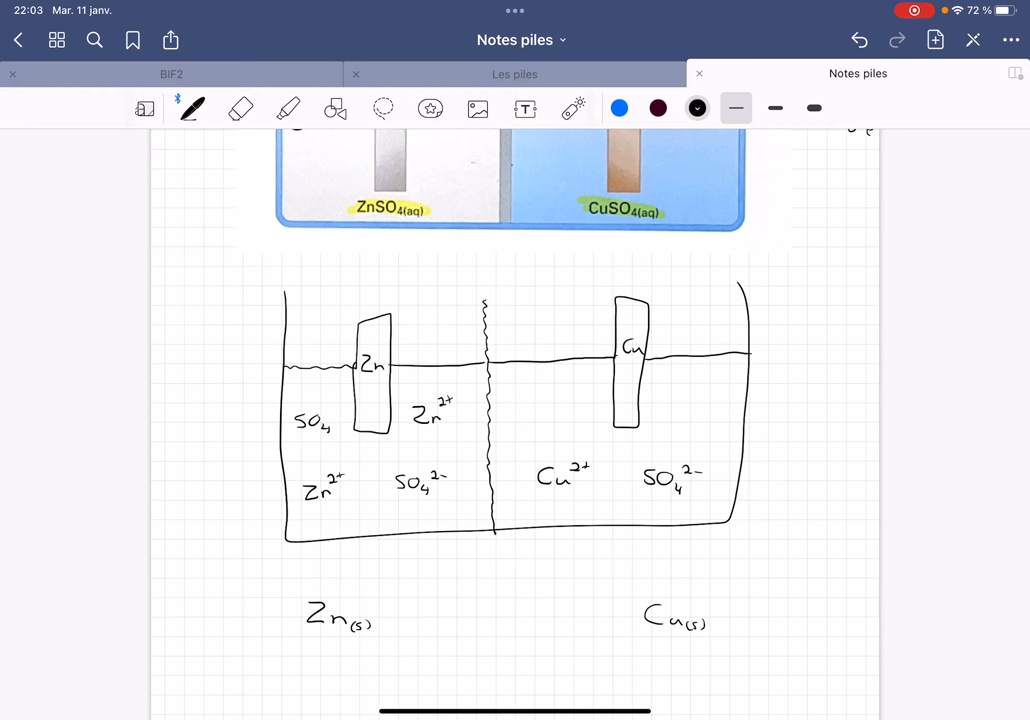 22:03 Mar. 11 janv. 72 %
Notes piles
BIF2 Les piles Notes piles
ZnSO4(aq) CuSO4(aq)
Zn Cu
SO4 Zn2+
Zn2+ SO42− Cu2+ SO42−
Zn(s) Cu(s)